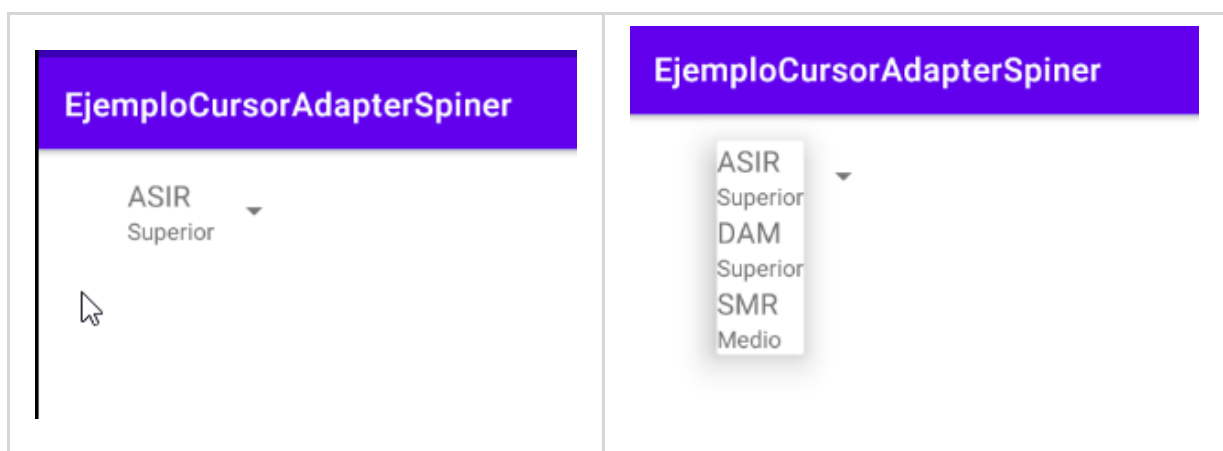 EjemploCursorAdapterSpiner
ASIR
Superior
EjemploCursorAdapterSpiner
ASIR
Superior
DAM
Superior
SMR
Medio